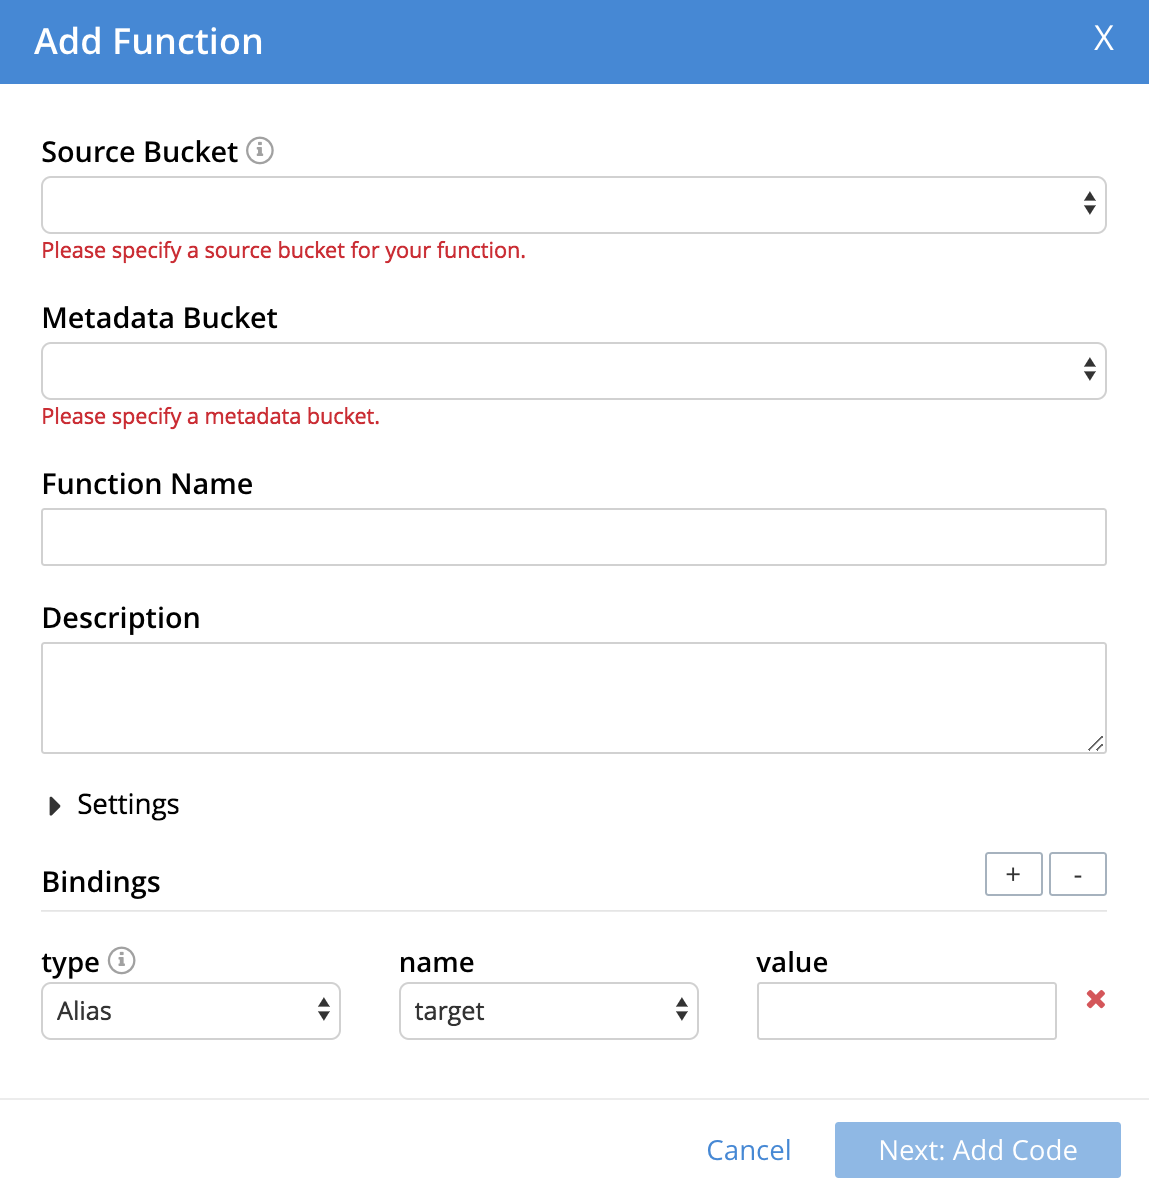 Add Function X
Source Bucket
Please specify a source bucket for your function.
Metadata Bucket
Please specify a metadata bucket.
Function Name
Description
Settings
Bindings + -
type name value
Alias target
Cancel Next: Add Code